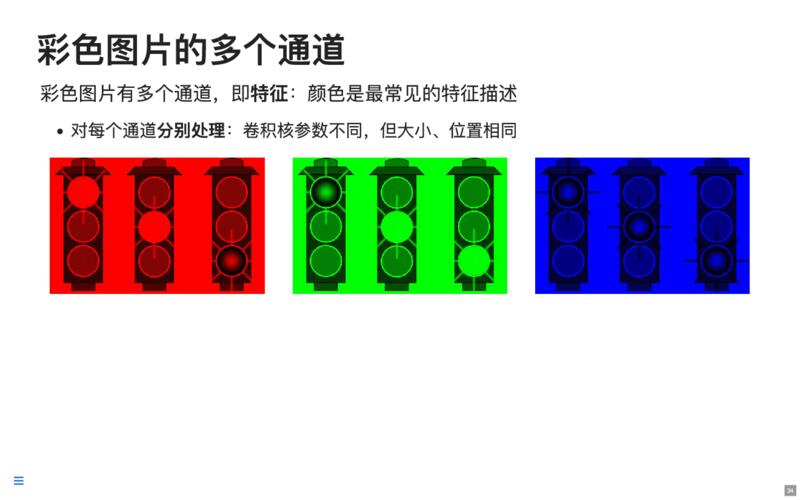 彩色图片的多个通道
彩色图片有多个通道，即特征：颜色是最常见的特征描述
• 对每个通道分别处理：卷积核参数不同，但大小、位置相同
34